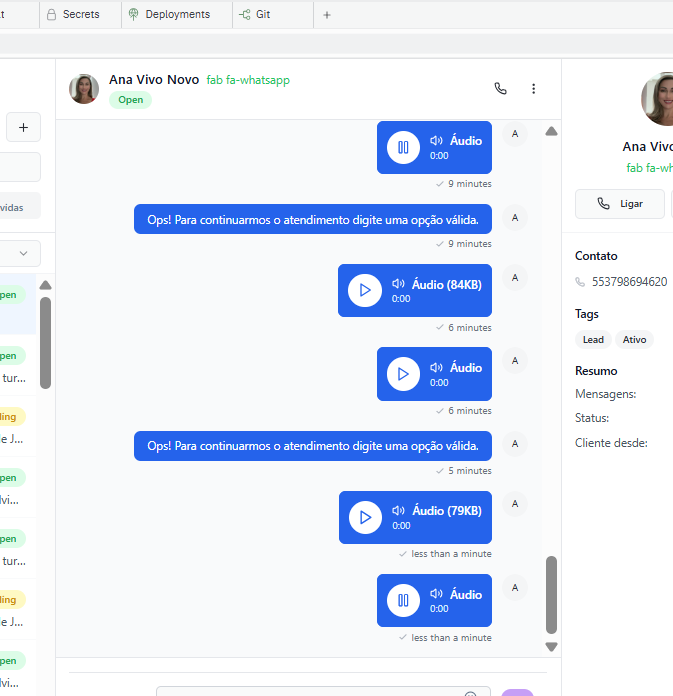 t
Secrets
Deployments
Git
+
Ana Vivo Novo fab fa-whatsapp
Open
+
vidas
pen
pen
tur...
ling
e J...
pen
lvi...
pen
tur...
ling
e J...
pen
lvi...
Áudio
0:00
A
9 minutes
Ops! Para continuarmos o atendimento digite uma opção válida.
A
9 minutes
Áudio (84KB)
0:00
A
6 minutes
Áudio
0:00
A
6 minutes
Ops! Para continuarmos o atendimento digite uma opção válida.
A
5 minutes
Áudio (79KB)
0:00
A
less than a minute
Áudio
0:00
A
less than a minute
Ana Vivo
fab fa-wh
Ligar
Contato
553798694620
Tags
Lead
Ativo
Resumo
Mensagens:
Status:
Cliente desde: